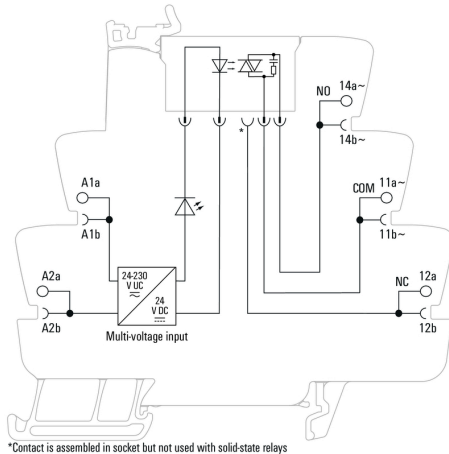 NO
14a~
14b~
*
A1a
COM
11a~
A1b
11b~
A2a
24-230
V UC
NC
12a
24
V DC
A2b
12b
Multi-voltage input
*Contact is assembled in socket but not used with solid-state relays